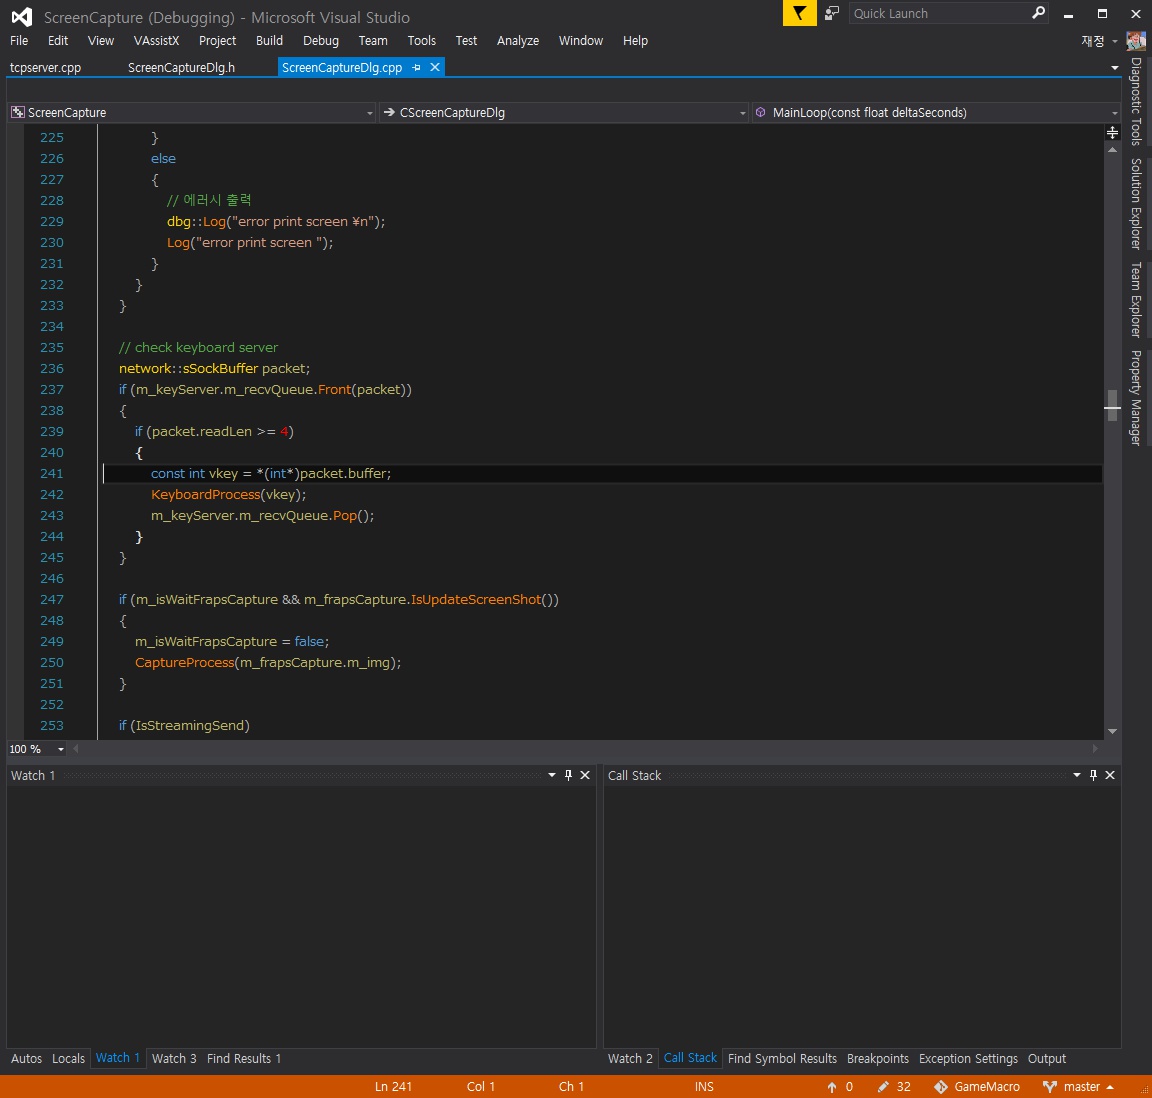 ScreenCapture (Debugging) - Microsoft Visual Studio
Quick Launch
File Edit View VAssistX Project Build Debug Team Tools Test Analyze Window Help
재정
tcpserver.cpp ScreenCaptureDlg.h ScreenCaptureDlg.cpp
ScreenCapture CScreenCaptureDlg MainLoop(const float deltaSeconds)
225 }
226 else
227 {
228 // 에러시 출력
229 dbg::Log("error print screen ¥n");
230 Log("error print screen ");
231 }
232 }
233 }
234
235 // check keyboard server
236 network::sSockBuffer packet;
237 if (m_keyServer.m_recvQueue.Front(packet))
238 {
239 if (packet.readLen >= 4)
240 {
241 const int vkey = *(int*)packet.buffer;
242 KeyboardProcess(vkey);
243 m_keyServer.m_recvQueue.Pop();
244 }
245 }
246
247 if (m_isWaitFrapsCapture && m_frapsCapture.IsUpdateScreenShot())
248 {
249 m_isWaitFrapsCapture = false;
250 CaptureProcess(m_frapsCapture.m_img);
251 }
252
253 if (IsStreamingSend)
100 %
Diagnostic Tools
Solution Explorer
Team Explorer
Property Manager
Watch 1
Call Stack
Autos Locals Watch 1 Watch 3 Find Results 1
Watch 2 Call Stack Find Symbol Results Breakpoints Exception Settings Output
Ln 241 Col 1 Ch 1 INS 0 32 GameMacro master